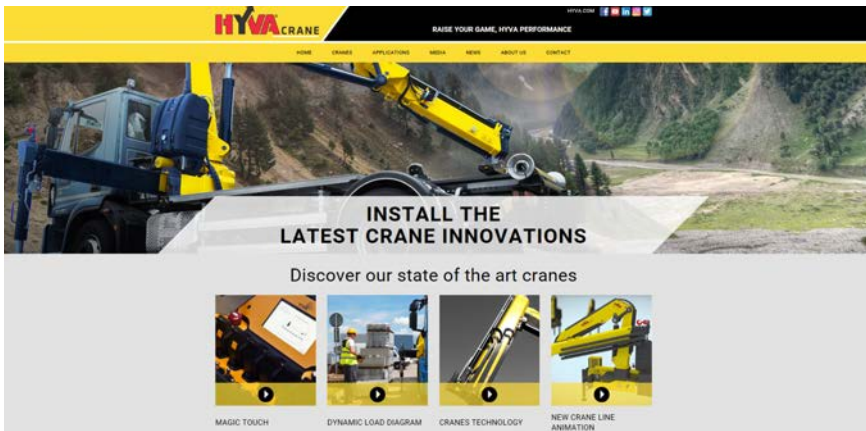 HYVA.COM
HYVA CRANE
RAISE YOUR GAME, HYVA PERFORMANCE
HOME CRANES APPLICATIONS MEDIA NEWS ABOUT US CONTACT
INSTALL THE
LATEST CRANE INNOVATIONS
Discover our state of the art cranes
MAGIC TOUCH
DYNAMIC LOAD DIAGRAM
CRANES TECHNOLOGY
NEW CRANE LINE
ANIMATION